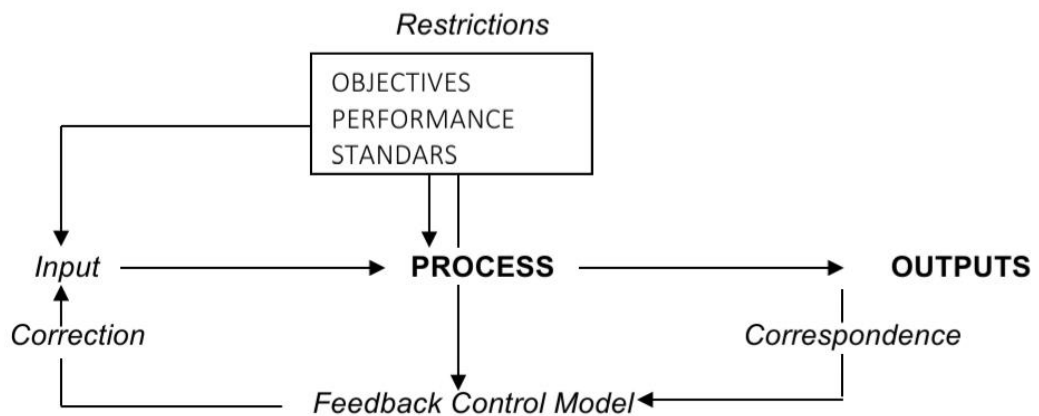 Restrictions
OBJECTIVES
PERFORMANCE
STANDARS
Input
PROCESS
OUTPUTS
Correction
Correspondence
Feedback Control Model